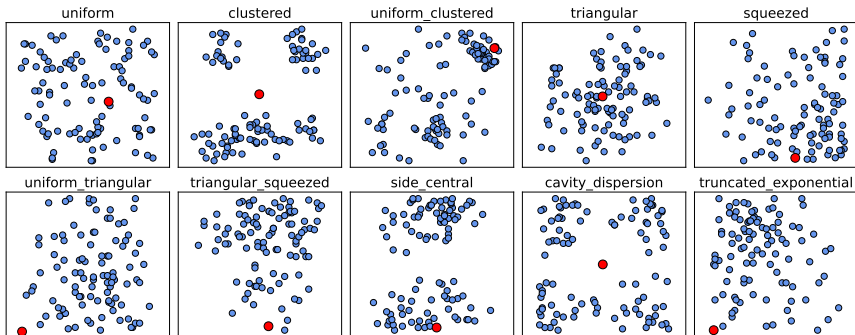 uniform
clustered
uniform_clustered
triangular
squeezed
uniform_triangular
triangular_squeezed
side_central
cavity_dispersion
truncated_exponential